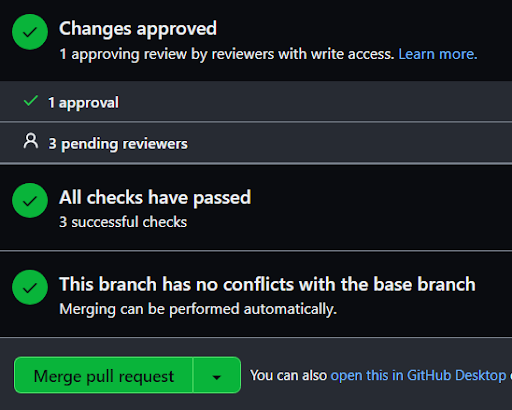 Changes approved
1 approving review by reviewers with write access. Learn more.
1 approval
3 pending reviewers
All checks have passed
3 successful checks
This branch has no conflicts with the base branch
Merging can be performed automatically.
Merge pull request
You can also open this in GitHub Desktop